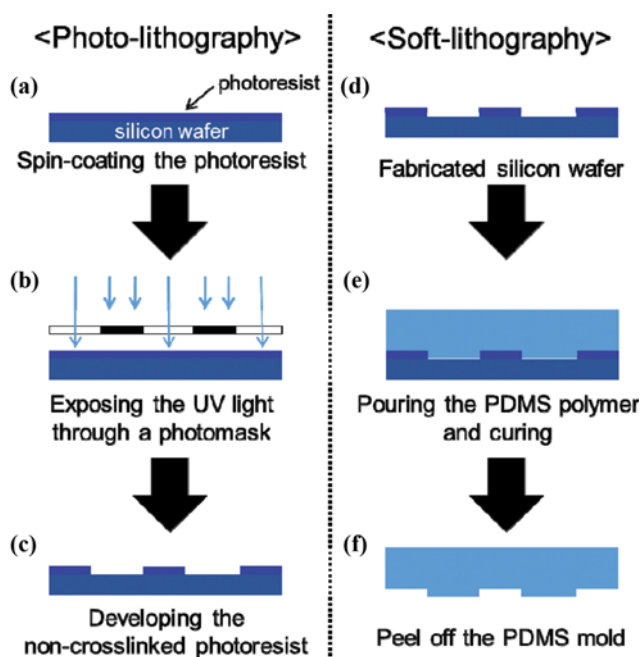 <Photo-lithography>
(a)
photoresist
silicon wafer
Spin-coating the photoresist
(b)
Exposing the UV light
through a photomask
(c)
Developing the
non-crosslinked photoresist
<Soft-lithography>
(d)
Fabricated silicon wafer
(e)
Pouring the PDMS polymer
and curing
(f)
Peel off the PDMS mold